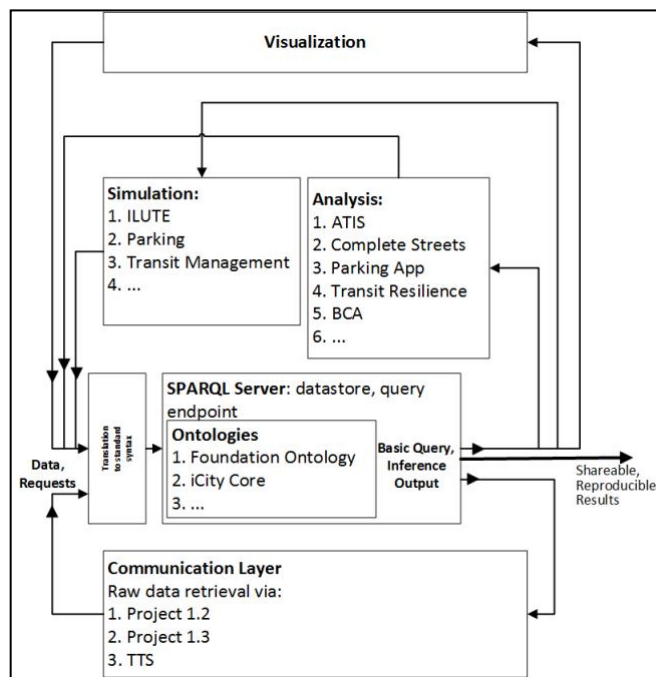 Visualization
Simulation:
1. ILUTE
2. Parking
3. Transit Management
4. ...
Analysis:
1. ATIS
2. Complete Streets
3. Parking App
4. Transit Resilience
5. BCA
6. ...
Data,
Requests
Translation
to standard
syntax
SPARQL Server: datastore, query
endpoint
Ontologies
1. Foundation Ontology
2. iCity Core
3. ...
Basic Query,
Inference
Output
Shareable,
Reproducible
Results
Communication Layer
Raw data retrieval via:
1. Project 1.2
2. Project 1.3
3. TTS